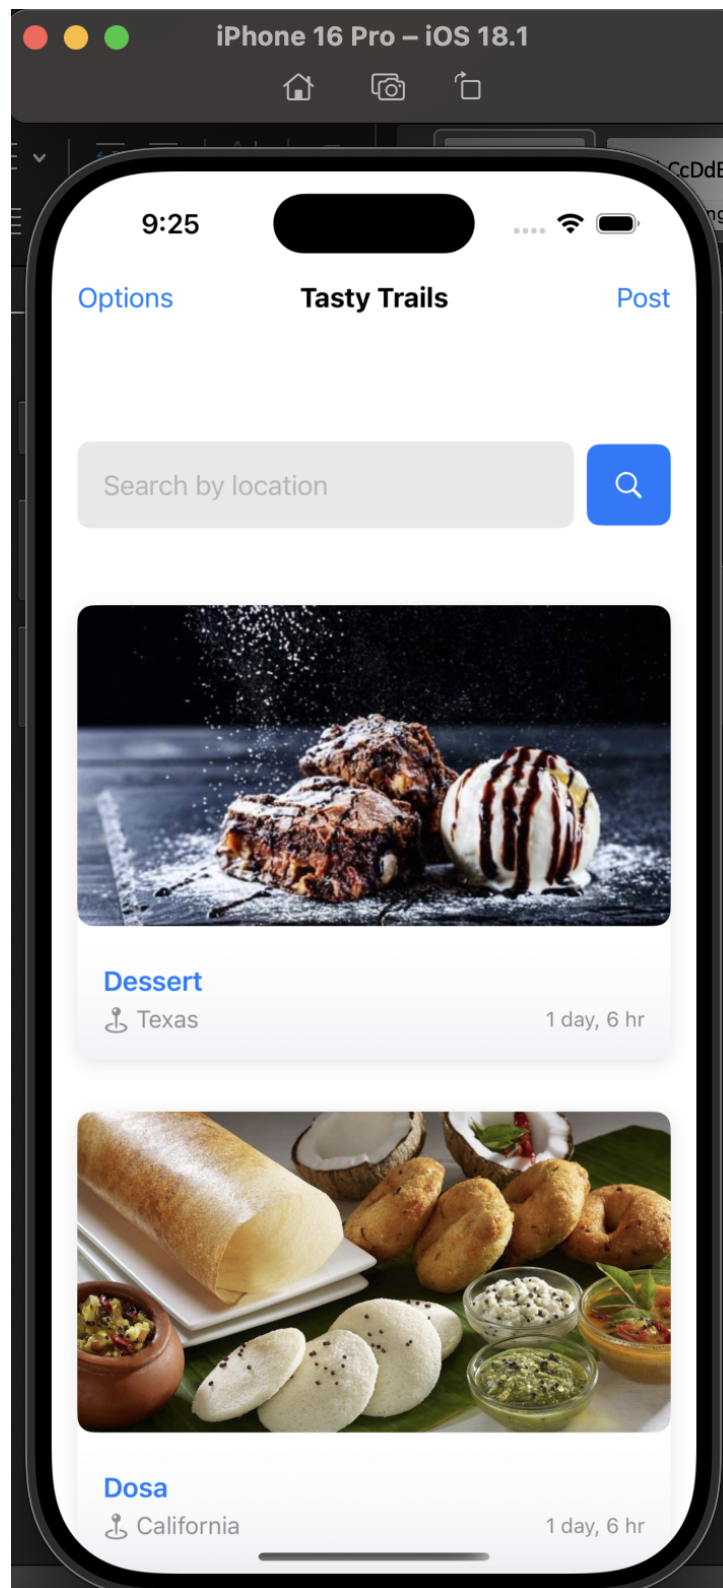 iPhone 16 Pro – iOS 18.1
CcDdE
9:25
Options Tasty Trails Post
Search by location
Dessert
Texas 1 day, 6 hr
Dosa
California 1 day, 6 hr